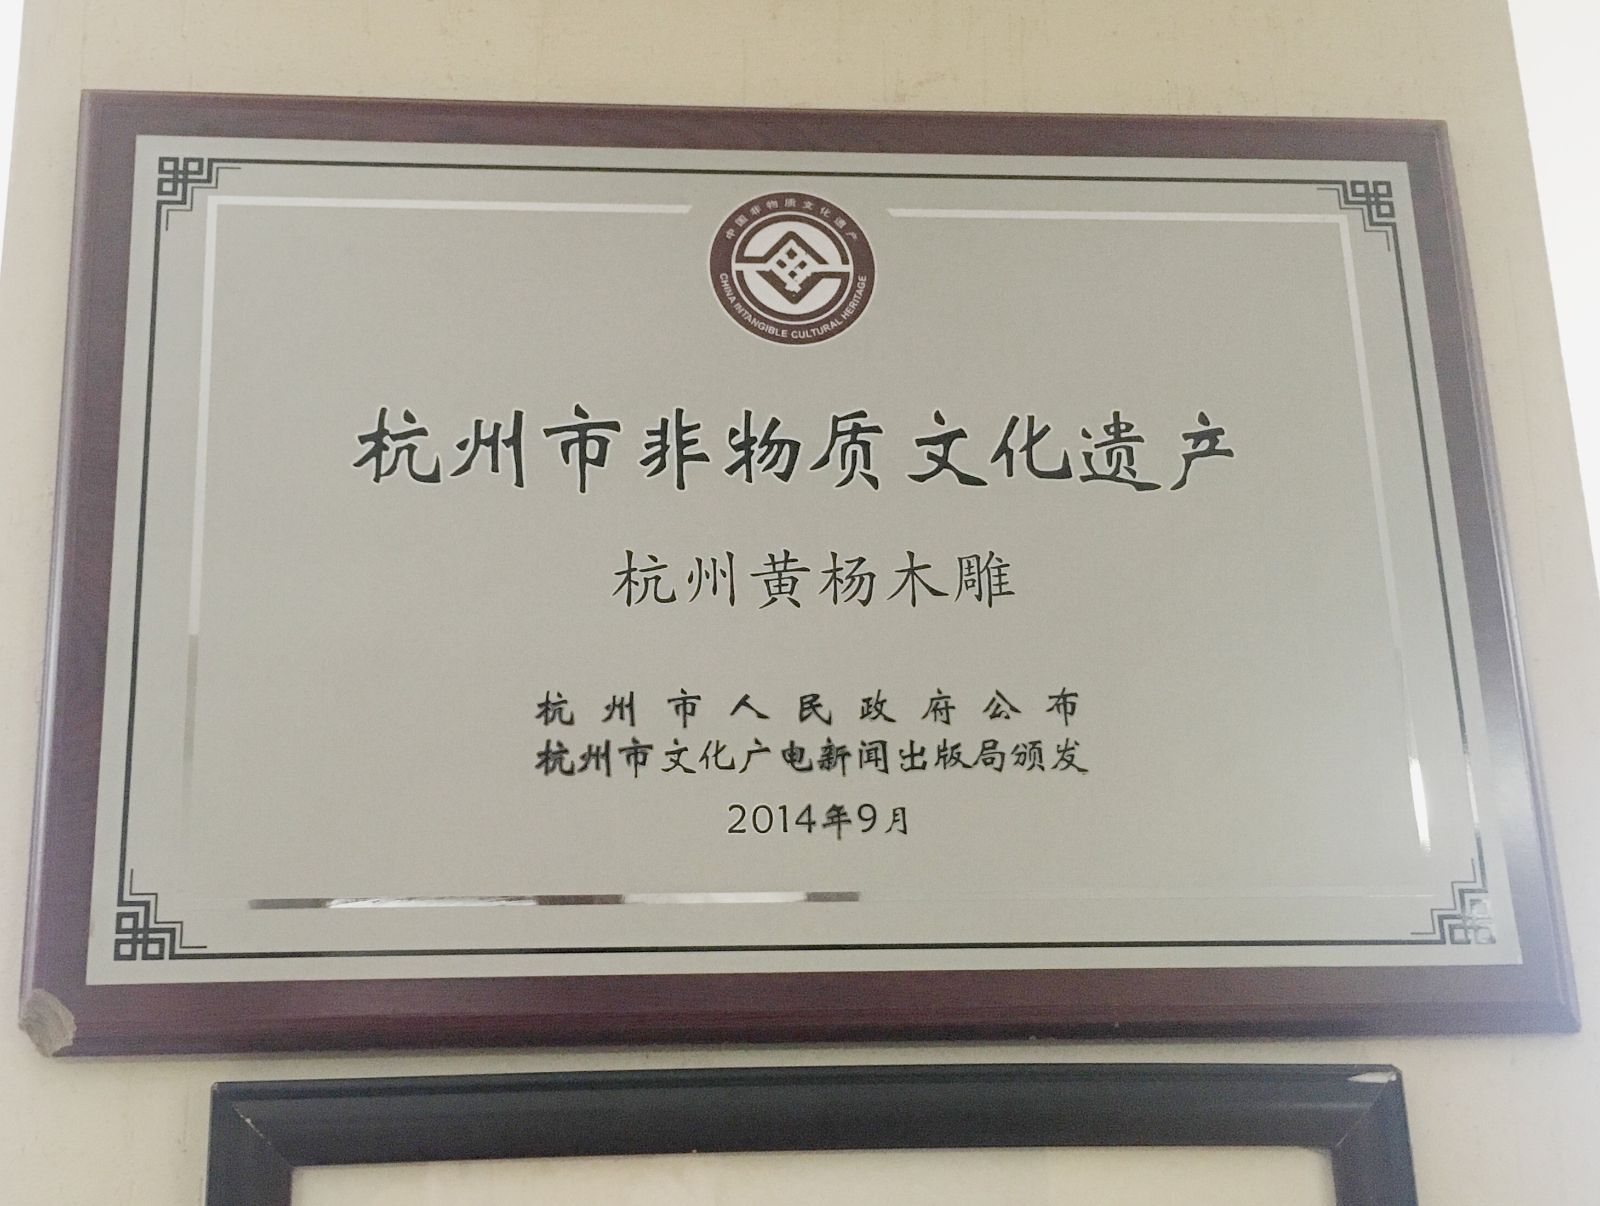 中国非物质文化遗产
CHINA INTANGIBLE CULTURAL HERITAGE
杭州市非物质文化遗产
杭州黄杨木雕
杭州市人民政府公布
杭州市文化广电新闻出版局颁发
2014年9月